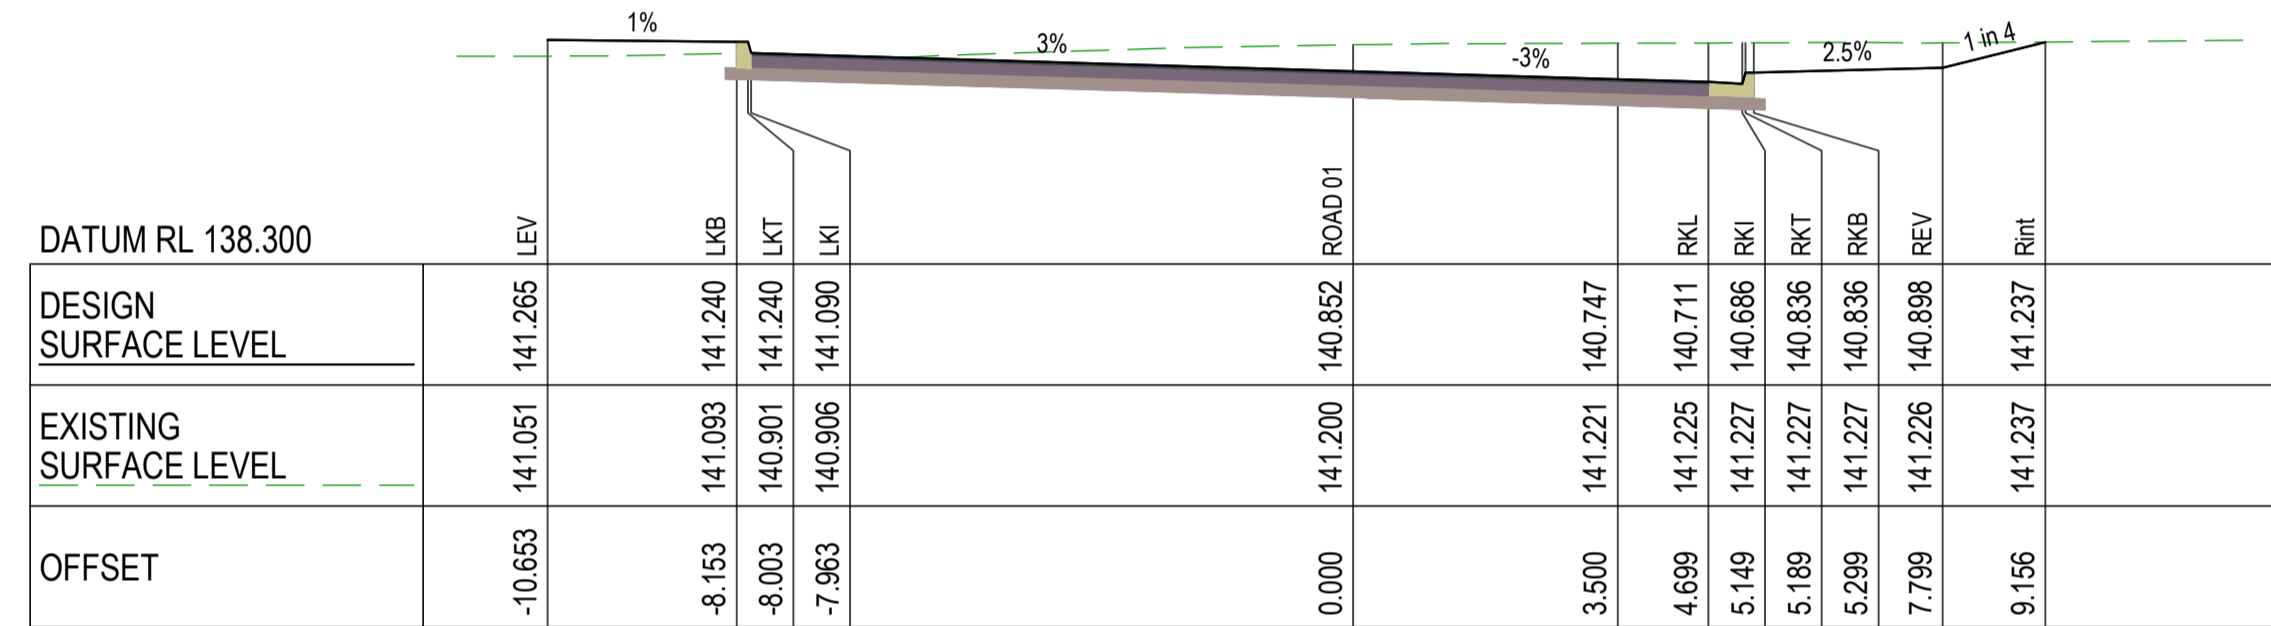 1%
3%
-3%
2.5%
1 in 4
DATUM RL 138.300
LEV
LKB
LKT
LKI
ROAD 01
RKL
RKI
RKT
RKB
REV
Rint
DESIGN
SURFACE LEVEL
141.265
141.240
141.240
141.090
140.852
140.747
140.711
140.686
140.836
140.836
140.898
141.237
EXISTING
SURFACE LEVEL
141.051
141.093
140.901
140.906
141.200
141.221
141.225
141.227
141.227
141.227
141.226
141.237
OFFSET
-10.653
-8.153
-8.003
-7.963
0.000
3.500
4.699
5.149
5.189
5.299
7.799
9.156